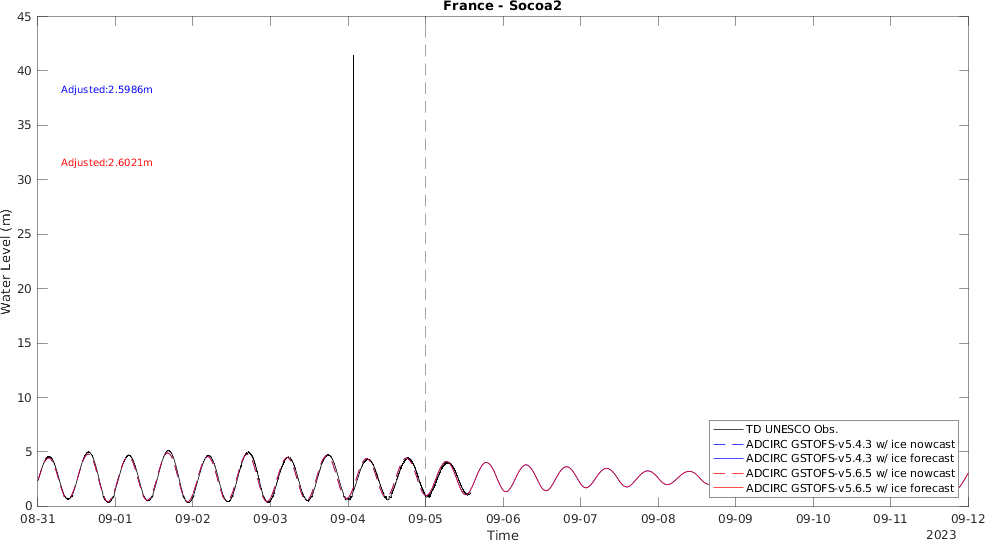 France - Socoa2
45
40
35
30
25
20
15
10
5
0
Water Level (m)
Adjusted:2.5986m
Adjusted:2.6021m
TD UNESCO Obs.
ADCIRC GSTOFS-v5.4.3 w/ ice nowcast
ADCIRC GSTOFS-v5.4.3 w/ ice forecast
ADCIRC GSTOFS-v5.6.5 w/ ice nowcast
ADCIRC GSTOFS-v5.6.5 w/ ice forecast
08-31 09-01 09-02 09-03 09-04 09-05 09-06 09-07 09-08 09-09 09-10 09-11 09-12
Time
2023